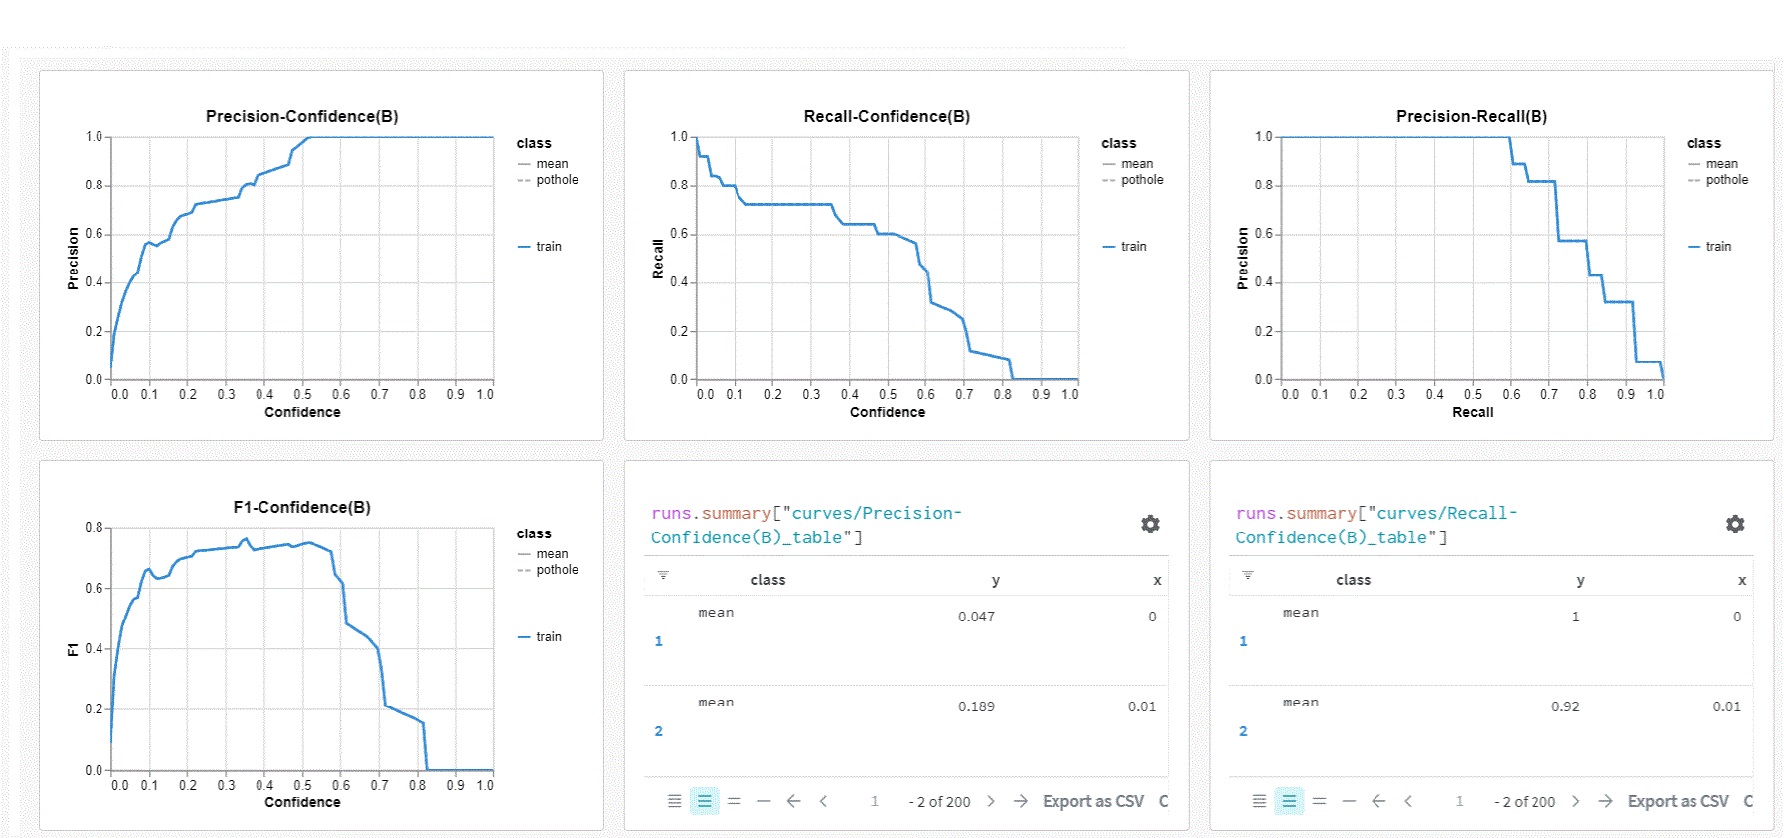 Precision-Confidence(B)
1.0
0.8
0.6
0.4
0.2
0.0
Precision
0.0 0.1 0.2 0.3 0.4 0.5 0.6 0.7 0.8 0.9 1.0
Confidence
class
mean
pothole
train
Recall-Confidence(B)
1.0
0.8
0.6
0.4
0.2
0.0
Recall
0.0 0.1 0.2 0.3 0.4 0.5 0.6 0.7 0.8 0.9 1.0
Confidence
class
mean
pothole
train
Precision-Recall(B)
1.0
0.8
0.6
0.4
0.2
0.0
Precision
0.0 0.1 0.2 0.3 0.4 0.5 0.6 0.7 0.8 0.9 1.0
Recall
class
mean
pothole
train
F1-Confidence(B)
0.8
0.6
0.4
0.2
0.0
F1
0.0 0.1 0.2 0.3 0.4 0.5 0.6 0.7 0.8 0.9 1.0
Confidence
class
mean
pothole
train
runs.summary["curves/Precision-
Confidence(B)_table"]
class y x
mean 0.047 0
1
mean 0.189 0.01
2
1 - 2 of 200 Export as CSV C
runs.summary["curves/Recall-
Confidence(B)_table"]
class y x
mean 1 0
1
mean 0.92 0.01
2
1 - 2 of 200 Export as CSV C